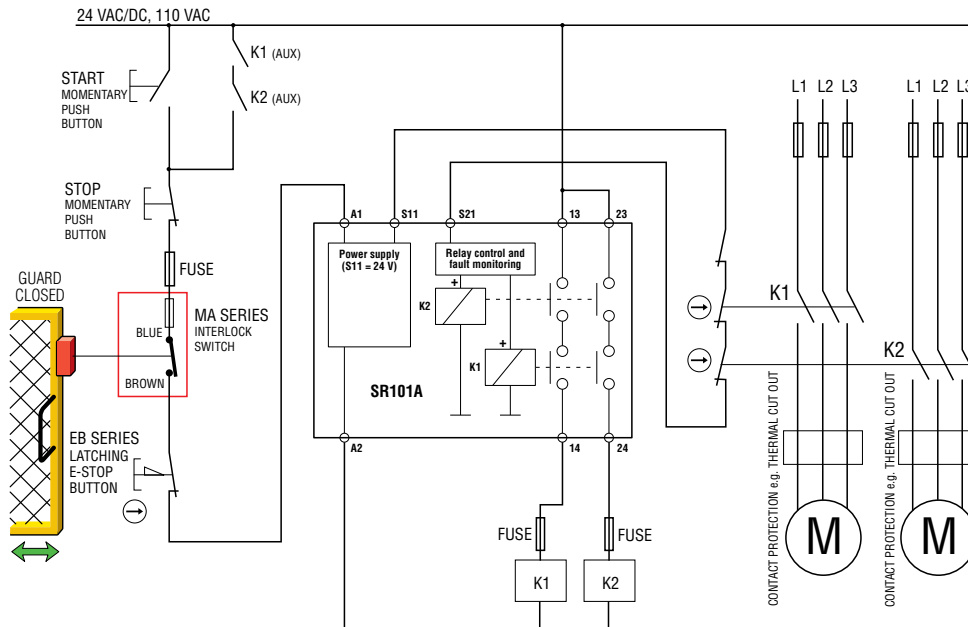 24 VAC/DC, 110 VAC
K1 (AUX)
K2 (AUX)
START
MOMENTARY
PUSH
BUTTON
STOP
MOMENTARY
PUSH
BUTTON
FUSE
GUARD
CLOSED
BLUE
BROWN
MA SERIES
INTERLOCK
SWITCH
EB SERIES
LATCHING
E-STOP
BUTTON
A1
S11
S21
13
23
Power supply
(S11 = 24 V)
Relay control and
fault monitoring
+
K2
+
K1
SR101A
A2
14
24
FUSE
FUSE
K1
K2
K1
K2
L1 L2 L3
L1 L2 L3
CONTACT PROTECTION e.g. THERMAL CUT OUT
CONTACT PROTECTION e.g. THERMAL CUT OUT
M
M